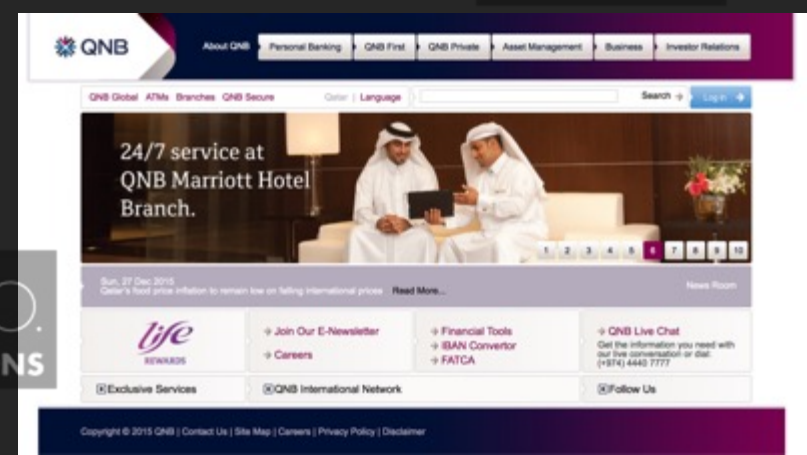 QNB
About QNB
Personal Banking
QNB First
QNB Private
Asset Management
Business
Investor Relations
QNB Global ATMs Branches QNB Secure
Qatar | Language
Search
Log in
24/7 service at
QNB Marriott Hotel
Branch.
1 2 3 4 5 6 7 8 9 10
Sun, 27 Dec 2015
Qatar's food price inflation to remain low on falling international prices Read More...
News Room
life
REWARDS
Join Our E-Newsletter
Careers
Financial Tools
IBAN Convertor
FATCA
QNB Live Chat
Get the information you need with
our live conversation or dial:
(+974) 4440 7777
Exclusive Services
QNB International Network
Follow Us
Copyright © 2015 QNB | Contact Us | Site Map | Careers | Privacy Policy | Disclaimer
O.
NS